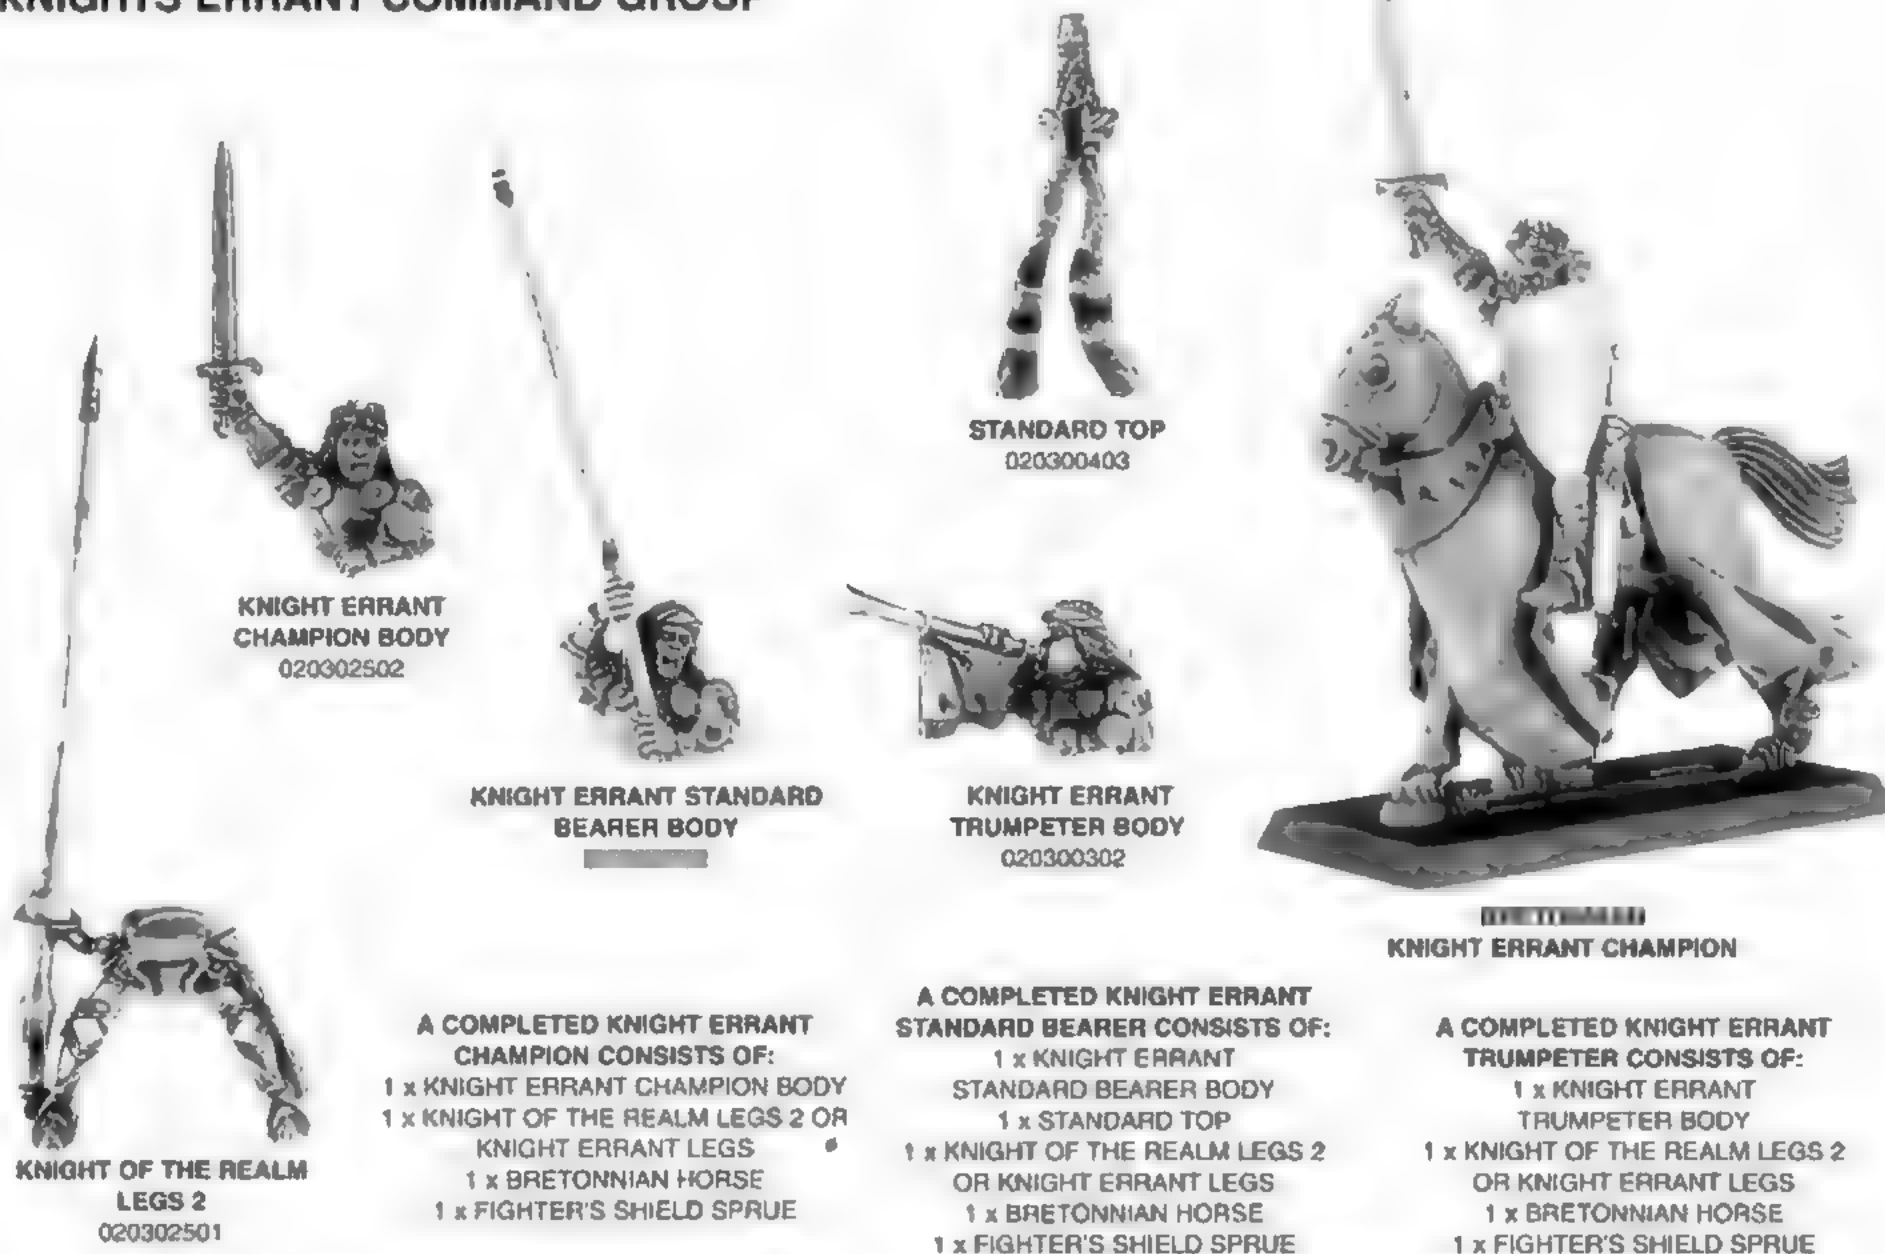 KNIGHTS ERRANT COMMAND GROUP
STANDARD TOP
020300403
KNIGHT ERRANT
CHAMPION BODY
020302502
KNIGHT ERRANT STANDARD
BEARER BODY
KNIGHT ERRANT
TRUMPETER BODY
020300302
KNIGHT ERRANT CHAMPION
KNIGHT OF THE REALM
LEGS 2
020302501
A COMPLETED KNIGHT ERRANT
CHAMPION CONSISTS OF:
1 x KNIGHT ERRANT CHAMPION BODY
1 x KNIGHT OF THE REALM LEGS 2 OR
KNIGHT ERRANT LEGS
1 x BRETONNIAN HORSE
1 x FIGHTER'S SHIELD SPRUE
A COMPLETED KNIGHT ERRANT
STANDARD BEARER CONSISTS OF:
1 x KNIGHT ERRANT
STANDARD BEARER BODY
1 x STANDARD TOP
1 x KNIGHT OF THE REALM LEGS 2
OR KNIGHT ERRANT LEGS
1 x BRETONNIAN HORSE
1 x FIGHTER'S SHIELD SPRUE
A COMPLETED KNIGHT ERRANT
TRUMPETER CONSISTS OF:
1 x KNIGHT ERRANT
TRUMPETER BODY
1 x KNIGHT OF THE REALM LEGS 2
OR KNIGHT ERRANT LEGS
1 x BRETONNIAN HORSE
1 x FIGHTER'S SHIELD SPRUE